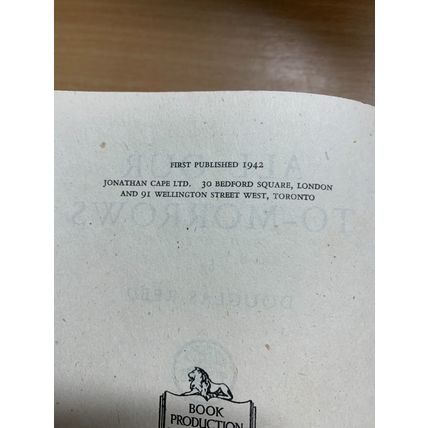 FIRST PUBLISHED 1942
JONATHAN CAPE LTD. 30 BEDFORD SQUARE, LONDON
AND 91 WELLINGTON STREET WEST, TORONTO
BOOK
PRODUCTION